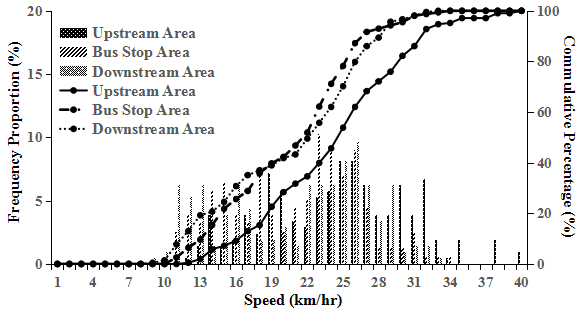 20
15
10
5
0
Frequency Proportion (%)
Upstream Area
Bus Stop Area
Downstream Area
Upstream Area
Bus Stop Area
Downstream Area
100
80
60
40
20
0
Commulative Percentage (%)
1 4 7 10 13 16 19 22 25 28 31 34 37 40
Speed (km/hr)